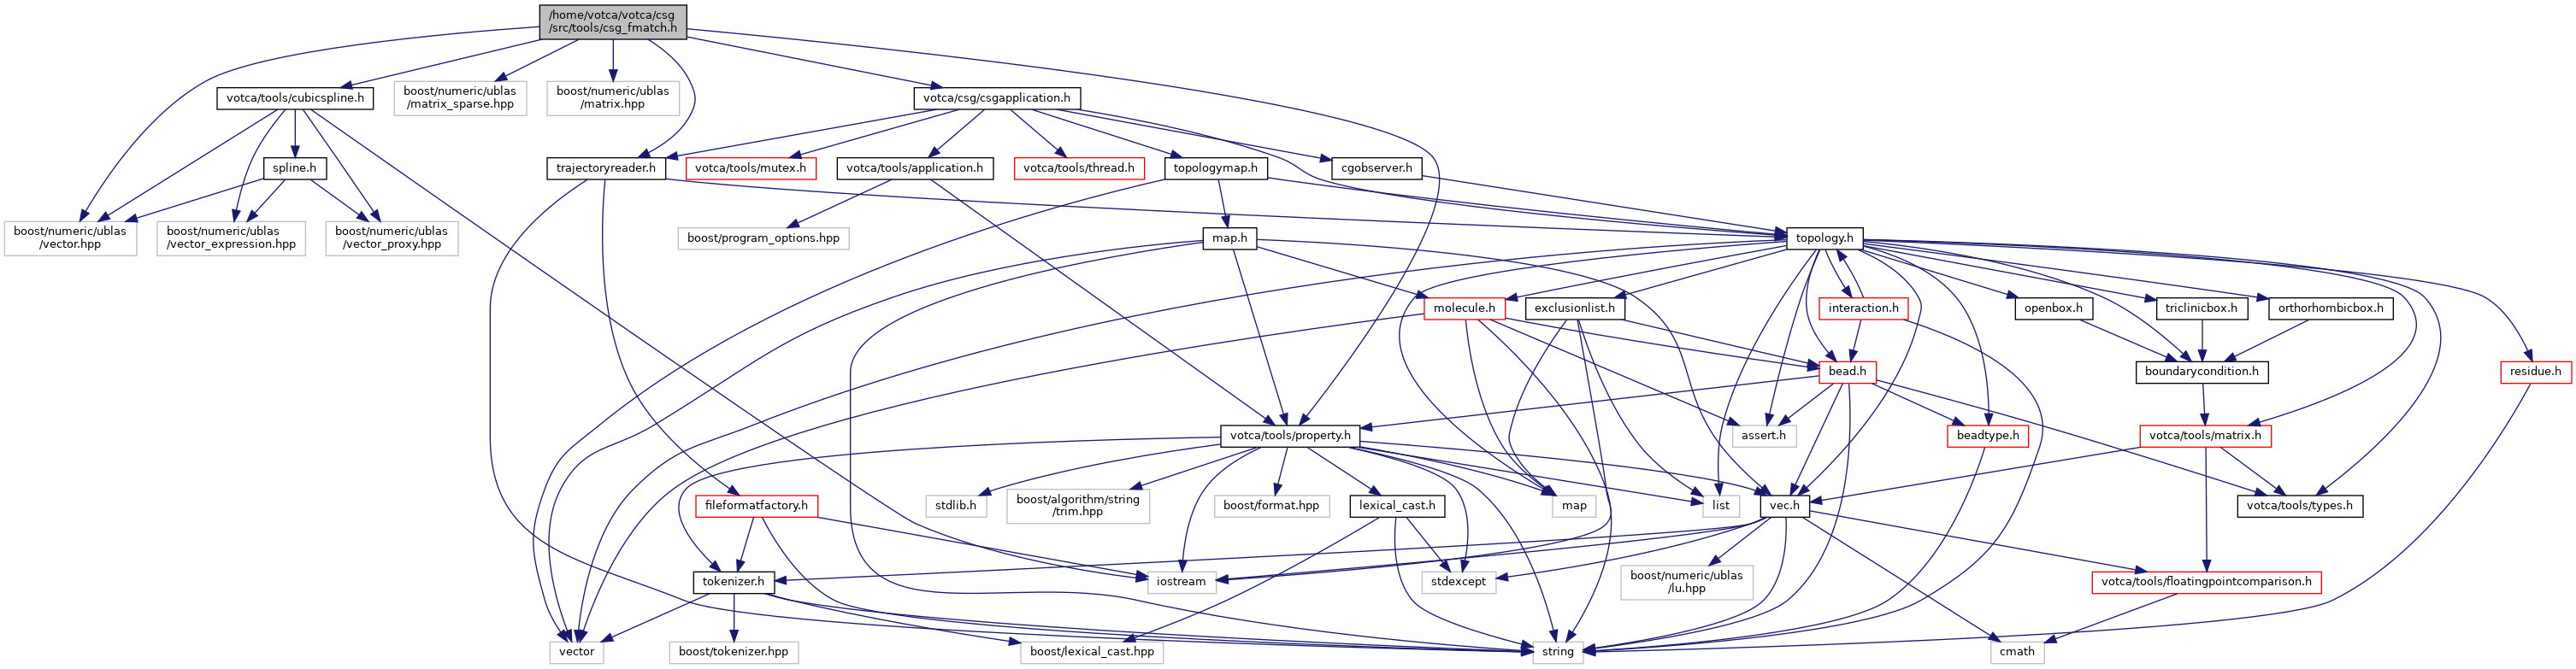 /home/votca/votca/csg
/src/tools/csg_fmatch.h
votca/tools/cubicspline.h
boost/numeric/ublas
/matrix_sparse.hpp
boost/numeric/ublas
/matrix.hpp
votca/csg/csgapplication.h
spline.h
trajectoryreader.h
votca/tools/mutex.h
votca/tools/application.h
votca/tools/thread.h
topologymap.h
cgobserver.h
boost/numeric/ublas
/vector.hpp
boost/numeric/ublas
/vector_expression.hpp
boost/numeric/ublas
/vector_proxy.hpp
boost/program_options.hpp
map.h
topology.h
molecule.h
exclusionlist.h
interaction.h
openbox.h
triclinicbox.h
orthorhombicbox.h
bead.h
boundarycondition.h
residue.h
votca/tools/property.h
assert.h
beadtype.h
votca/tools/matrix.h
fileformatfactory.h
stdlib.h
boost/algorithm/string
/trim.hpp
boost/format.hpp
lexical_cast.h
map
list
vec.h
votca/tools/types.h
tokenizer.h
iostream
stdexcept
boost/numeric/ublas
/lu.hpp
votca/tools/floatingpointcomparison.h
vector
boost/tokenizer.hpp
boost/lexical_cast.hpp
string
cmath